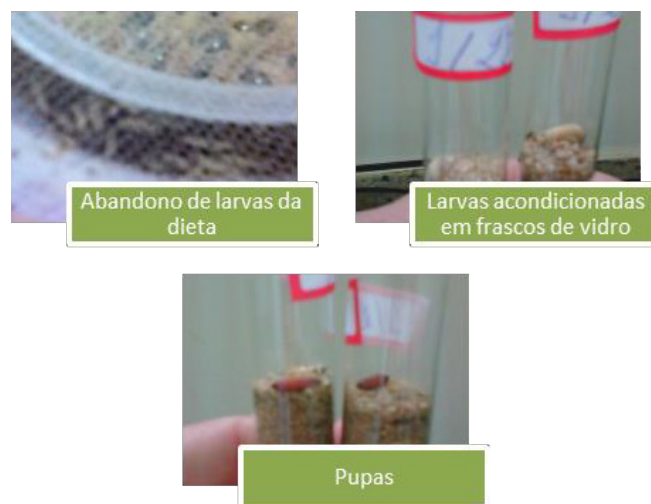 Abandono de larvas da
dieta
Larvas acondicionadas
em frascos de vidro
Pupas